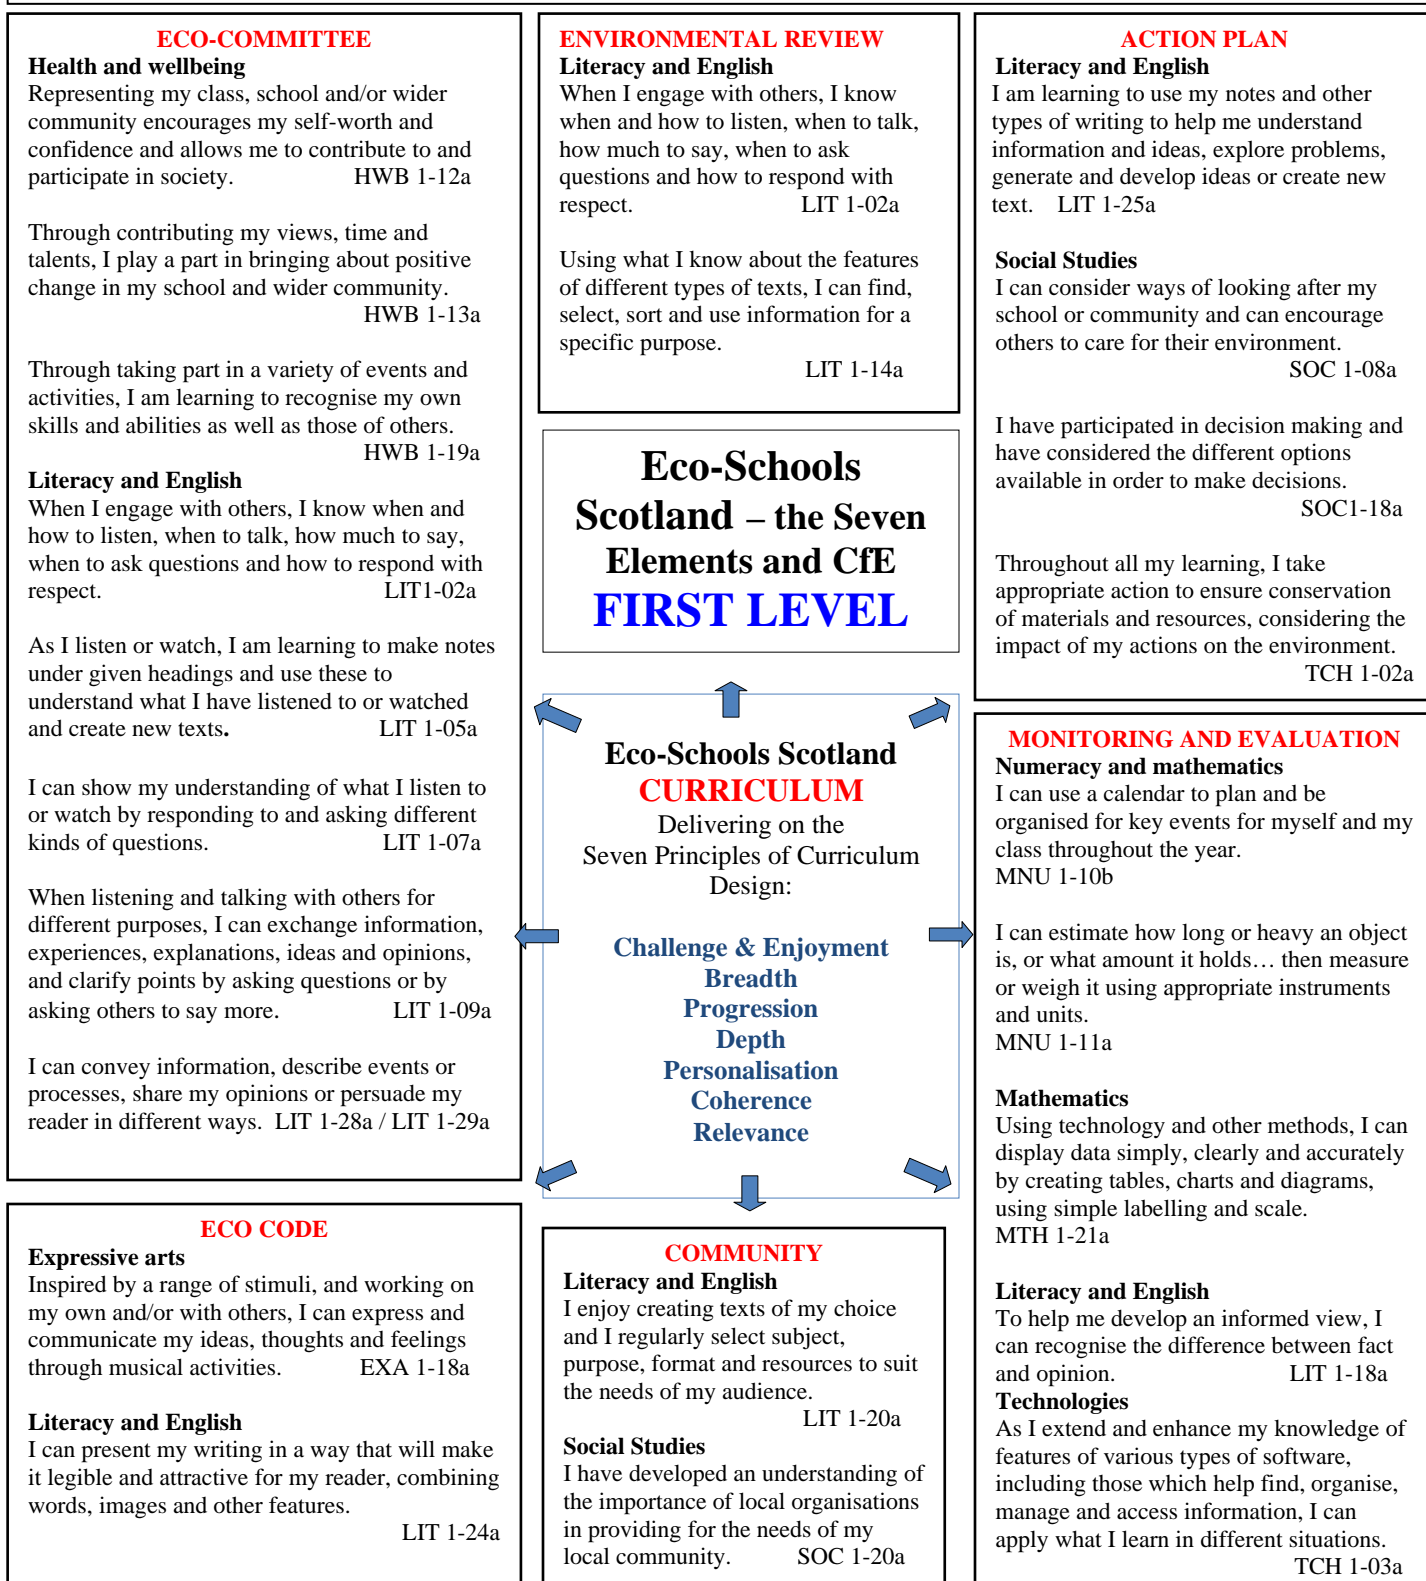 ECO-COMMITTEE
Health and wellbeing
Representing my class, school and/or wider
community encourages my self-worth and
confidence and allows me to contribute to and
participate in society. HWB 1-12a
Through contributing my views, time and
talents, I play a part in bringing about positive
change in my school and wider community.
HWB 1-13a
Through taking part in a variety of events and
activities, I am learning to recognise my own
skills and abilities as well as those of others.
HWB 1-19a
Literacy and English
When I engage with others, I know when and
how to listen, when to talk, how much to say,
when to ask questions and how to respond with
respect. LIT1-02a
As I listen or watch, I am learning to make notes
under given headings and use these to
understand what I have listened to or watched
and create new texts. LIT 1-05a
I can show my understanding of what I listen to
or watch by responding to and asking different
kinds of questions. LIT 1-07a
When listening and talking with others for
different purposes, I can exchange information,
experiences, explanations, ideas and opinions,
and clarify points by asking questions or by
asking others to say more. LIT 1-09a
I can convey information, describe events or
processes, share my opinions or persuade my
reader in different ways. LIT 1-28a / LIT 1-29a
ENVIRONMENTAL REVIEW
Literacy and English
When I engage with others, I know
when and how to listen, when to talk,
how much to say, when to ask
questions and how to respond with
respect. LIT 1-02a
Using what I know about the features
of different types of texts, I can find,
select, sort and use information for a
specific purpose.
LIT 1-14a
ACTION PLAN
Literacy and English
I am learning to use my notes and other
types of writing to help me understand
information and ideas, explore problems,
generate and develop ideas or create new
text. LIT 1-25a
Social Studies
I can consider ways of looking after my
school or community and can encourage
others to care for their environment.
SOC 1-08a
I have participated in decision making and
have considered the different options
available in order to make decisions.
SOC1-18a
Throughout all my learning, I take
appropriate action to ensure conservation
of materials and resources, considering the
impact of my actions on the environment.
TCH 1-02a
Eco-Schools
Scotland – the Seven
Elements and CfE
FIRST LEVEL
Eco-Schools Scotland
CURRICULUM
Delivering on the
Seven Principles of Curriculum
Design:
Challenge & Enjoyment
Breadth
Progression
Depth
Personalisation
Coherence
Relevance
MONITORING AND EVALUATION
Numeracy and mathematics
I can use a calendar to plan and be
organised for key events for myself and my
class throughout the year.
MNU 1-10b
I can estimate how long or heavy an object
is, or what amount it holds… then measure
or weigh it using appropriate instruments
and units.
MNU 1-11a
Mathematics
Using technology and other methods, I can
display data simply, clearly and accurately
by creating tables, charts and diagrams,
using simple labelling and scale.
MTH 1-21a
Literacy and English
To help me develop an informed view, I
can recognise the difference between fact
and opinion. LIT 1-18a
Technologies
As I extend and enhance my knowledge of
features of various types of software,
including those which help find, organise,
manage and access information, I can
apply what I learn in different situations.
TCH 1-03a
ECO CODE
Expressive arts
Inspired by a range of stimuli, and working on
my own and/or with others, I can express and
communicate my ideas, thoughts and feelings
through musical activities. EXA 1-18a
Literacy and English
I can present my writing in a way that will make
it legible and attractive for my reader, combining
words, images and other features.
LIT 1-24a
COMMUNITY
Literacy and English
I enjoy creating texts of my choice
and I regularly select subject,
purpose, format and resources to suit
the needs of my audience.
LIT 1-20a
Social Studies
I have developed an understanding of
the importance of local organisations
in providing for the needs of my
local community. SOC 1-20a